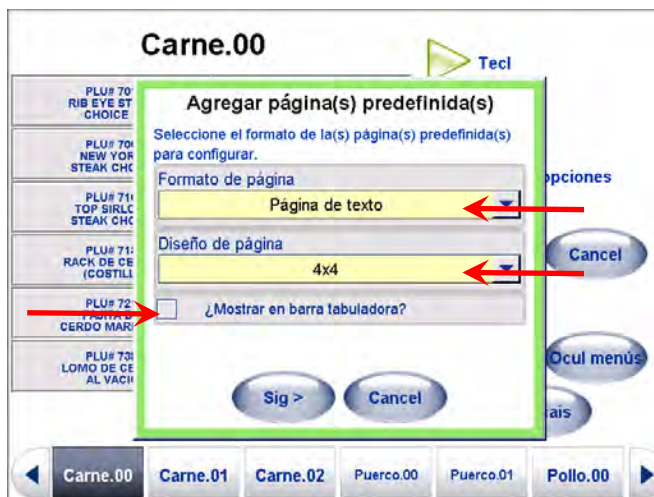 Carne.00
Tecl
PLU# 70
RIB EYE ST
CHOICE
PLU# 70
NEW YOR
STEAK CHO
PLU# 71
TOP SIRLO
STEAK CHO
PLU# 71
RACK DE CE
(COSTILL
PLU# 72
CERDO MAR
PLU# 73
LOMO DE CE
AL VACI
Agregar página(s) predefinida(s)
Seleccione el formato de la(s) página(s) predefinida(s)
para configurar.
Formato de página
Página de texto
Diseño de página
4x4
¿Mostrar en barra tabuladora?
Sig >
Cancel
opciones
Cancel
Ocul menús
ais
Carne.00
Carne.01
Carne.02
Puerco.00
Puerco.01
Pollo.00